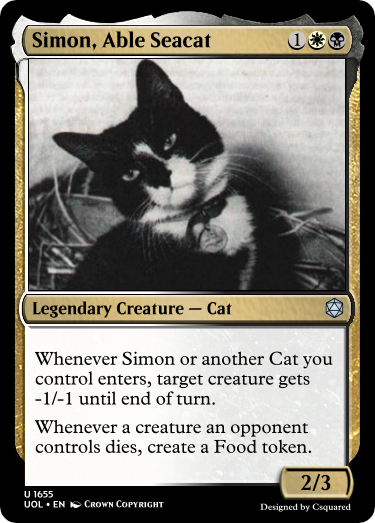 Simon, Able Seacat 1
Legendary Creature — Cat
Whenever Simon or another Cat you
control enters, target creature gets
-1/-1 until end of turn.
Whenever a creature an opponent
controls dies, create a Food token.
2/3
U 1655
UOL • EN Crown Copyright
Designed by Csquared